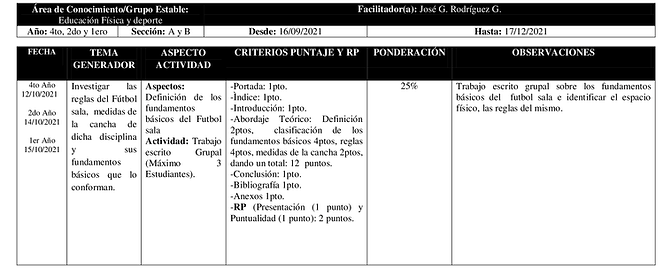 Área de Conocimiento/Grupo Estable:
Educación Física y deporte
Facilitador(a): José G. Rodríguez G.
Año: 4to, 2do y 1ero
Sección: A y B
Desde: 16/09/2021
Hasta: 17/12/2021
FECHA
TEMA
GENERADOR
ASPECTO
ACTIVIDAD
CRITERIOS PUNTAJE Y RP
PONDERACIÓN
OBSERVACIONES
4to Año
12/10/2021
2do Año
14/10/2021
1er Año
15/10/2021
Investigar las
reglas del Fútbol
sala, medidas de
la cancha de
dicha disciplina
y sus
fundamentos
básicos que lo
conforman.
Aspectos:
Definición de los
fundamentos
básicos del Futbol
sala
Actividad: Trabajo
escrito Grupal
(Máximo 3
Estudiantes).
-Portada: 1pto.
-Índice: 1pto.
-Introducción: 1pto.
-Abordaje Teórico: Definición
2ptos, clasificación de los
fundamentos básicos 4ptos, reglas
4ptos, medidas de la cancha 2ptos,
dando un total: 12 puntos.
-Conclusión: 1pto.
-Bibliografía 1pto.
-Anexos 1pto.
-RP (Presentación (1 punto) y
Puntualidad (1 punto): 2 puntos.
25%
Trabajo escrito grupal sobre los fundamentos
básicos del futbol sala e identificar el espacio
físico, las reglas del mismo.